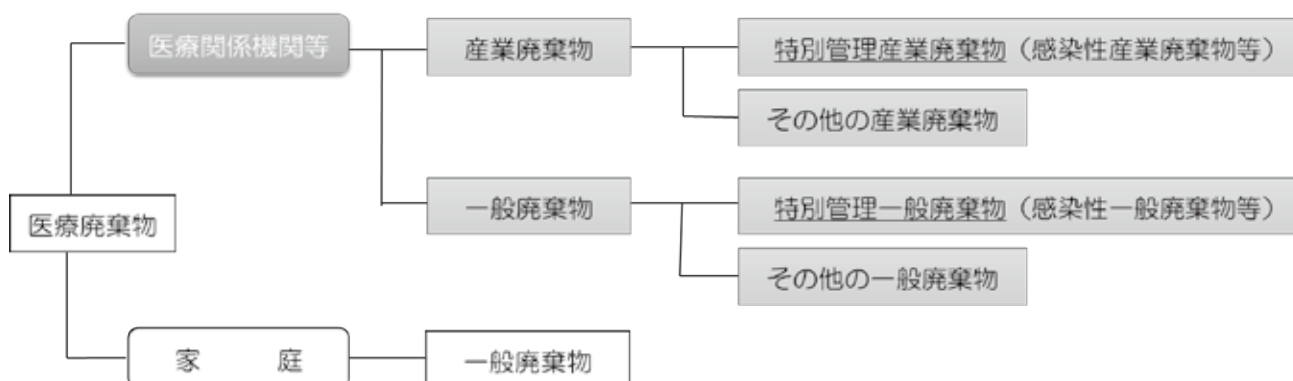 医療関係機関等
産業廃棄物
特別管理産業廃棄物（感染性産業廃棄物等）
その他の産業廃棄物
一般廃棄物
特別管理一般廃棄物（感染性一般廃棄物等）
医療廃棄物
その他の一般廃棄物
家　　庭
一般廃棄物